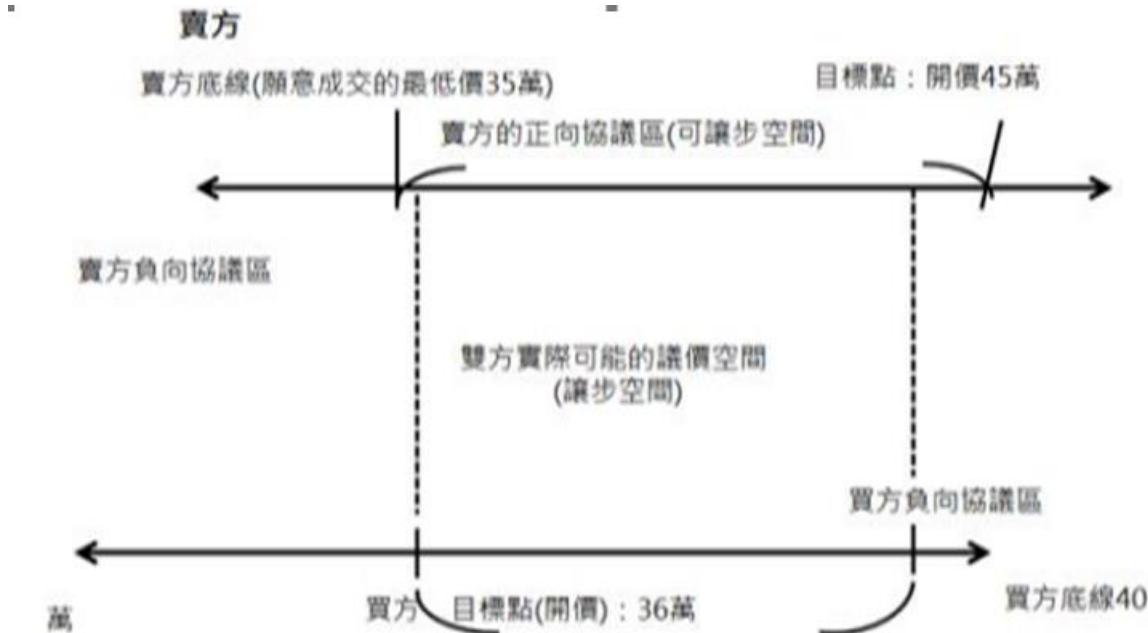 賣方
賣方底線(願意成交的最低價35萬)
目標點：開價45萬
賣方的正向協議區(可讓步空間)
賣方負向協議區
雙方實際可能的議價空間
(讓步空間)
買方負向協議區
買方底線40
萬
買方
目標點(開價)：36萬